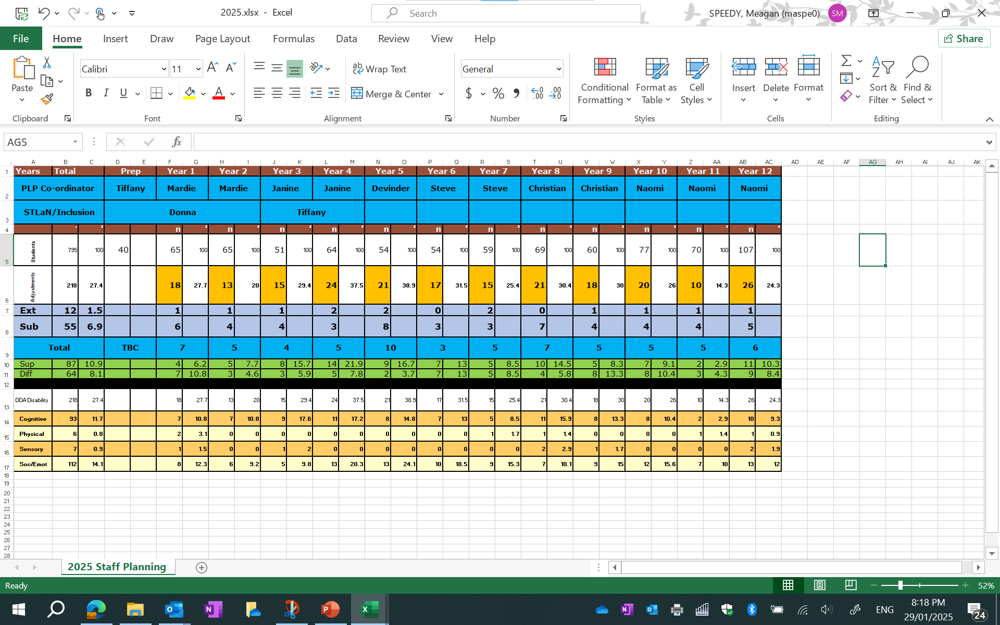 2025.xlsx - Excel
Search
SPEEDY, Meagan (maspe0) SM
File Home Insert Draw Page Layout Formulas Data Review View Help Share
Calibri 11 Wrap Text General
Paste Merge & Center Conditional Formatting Format as Table Cell Styles Insert Delete Format Sort & Filter Find & Select
Clipboard Font Alignment Number Styles Cells Editing
AG5 fx
A B C D E F G H I J K L M N O P Q R S T U V W X Y Z AA AB AC AD AE AF AG AH AI AJ AK
1 Years Total Prep Year 1 Year 2 Year 3 Year 4 Year 5 Year 6 Year 7 Year 8 Year 9 Year 10 Year 11 Year 12
2 PLP Co-ordinator Tiffany Mardie Mardie Janine Janine Devinder Steve Steve Christian Christian Naomi Naomi Naomi
3 STLaN/Inclusion Donna Tiffany
4 n n n n n n n n n n n n
5 Students 795 100 40 65 100 65 100 51 100 64 100 54 100 54 100 59 100 69 100 60 100 77 100 70 100 107 100
6 Adjustments 218 27.4 18 27.7 13 20 15 29.4 24 37.5 21 38.9 17 31.5 15 25.4 21 30.4 18 30 20 26 10 14.3 26 24.3
7 Ext 12 1.5 1 1 1 2 2 0 2 0 1 1 1 1
8 Sub 55 6.9 6 4 4 3 8 3 3 7 4 4 4 5
9 Total TBC 7 5 4 5 10 3 5 7 5 5 5 6
10 Sup 87 10.9 4 6.2 5 7.7 8 15.7 14 21.9 9 16.7 7 13 5 8.5 10 14.5 5 8.3 7 9.1 2 2.9 11 10.3
11 Diff 64 8.1 7 10.8 3 4.6 3 5.9 5 7.8 2 3.7 7 13 5 8.5 4 5.8 8 13.3 8 10.4 3 4.3 9 8.4
12
13 DDA Disability 218 27.4 18 27.7 13 20 15 29.4 24 37.5 21 38.9 17 31.5 15 25.4 21 30.4 18 30 20 26 10 14.3 26 24.3
14 Cognitive 93 11.7 7 10.8 7 10.8 9 17.6 11 17.2 8 14.8 7 13 5 8.5 11 15.9 8 13.3 8 10.4 2 2.9 10 9.3
15 Physical 6 0.8 2 3.1 0 0 0 0 0 0 0 0 0 0 1 1.7 1 1.4 0 0 0 0 1 1.4 1 0.9
16 Sensory 7 0.9 1 1.5 0 0 1 2 0 0 0 0 0 0 0 0 2 2.9 1 1.7 0 0 0 0 2 1.9
17 Soc/Emot 112 14.1 8 12.3 6 9.2 5 9.8 13 20.3 13 24.1 10 18.5 9 15.3 7 10.1 9 15 12 15.6 7 10 13 12
18
19
20
21
22
23
24
25
26
27
28
2025 Staff Planning
Ready 52%
ENG 8:18 PM
29/01/2025 24